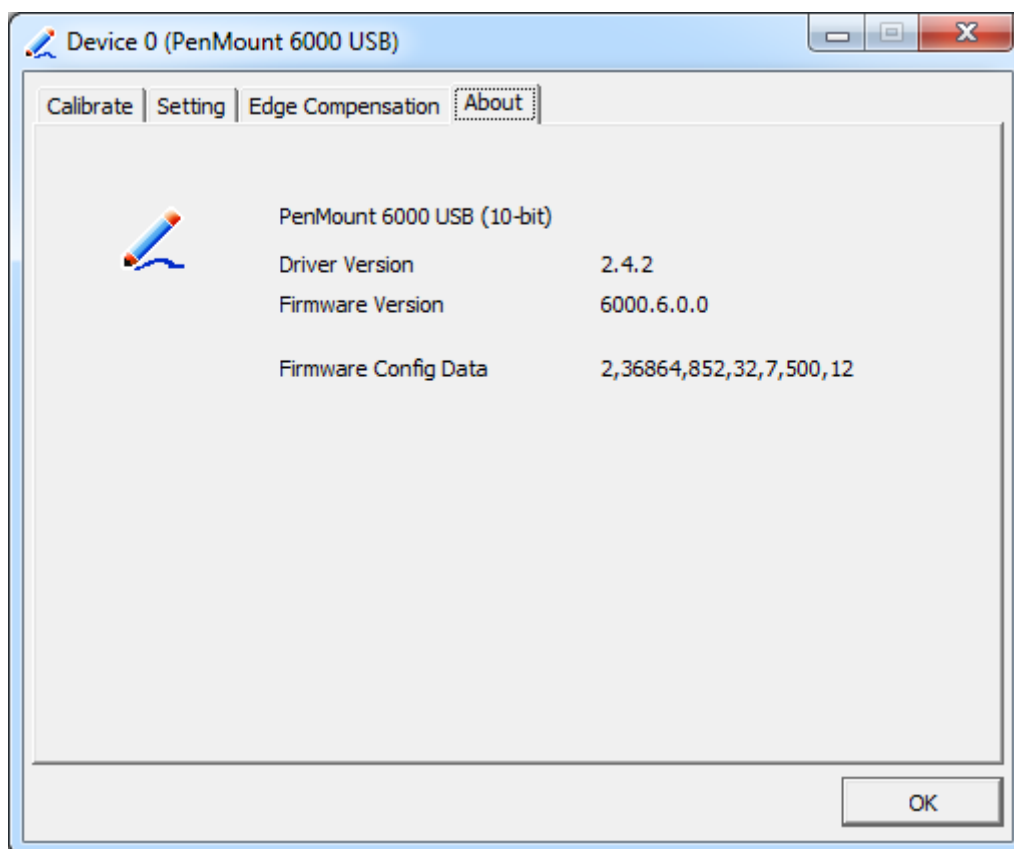 Device 0 (PenMount 6000 USB)
Calibrate Setting Edge Compensation About
PenMount 6000 USB (10-bit)
Driver Version 2.4.2
Firmware Version 6000.6.0.0
Firmware Config Data 2,36864,852,32,7,500,12
OK